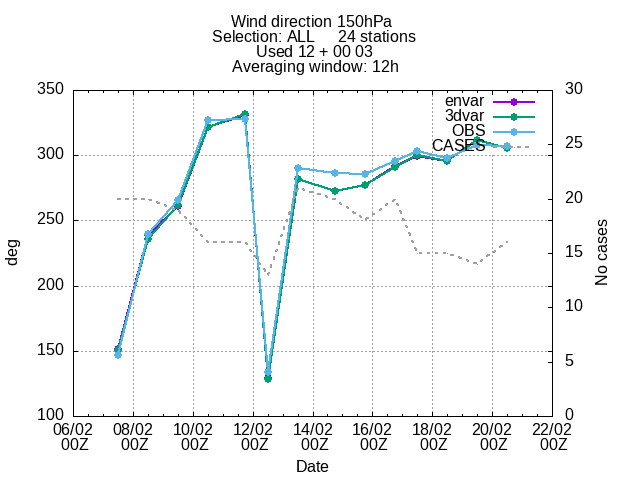 Wind direction 150hPa
Selection: ALL 24 stations
Used 12 + 00 03
Averaging window: 12h
envar
3dvar
OBS
CASES
350
300
250
200
150
100
deg
30
25
20
15
10
5
0
No cases
06/02 08/02 10/02 12/02 14/02 16/02 18/02 20/02 22/02
00Z 00Z 00Z 00Z 00Z 00Z 00Z 00Z 00Z
Date